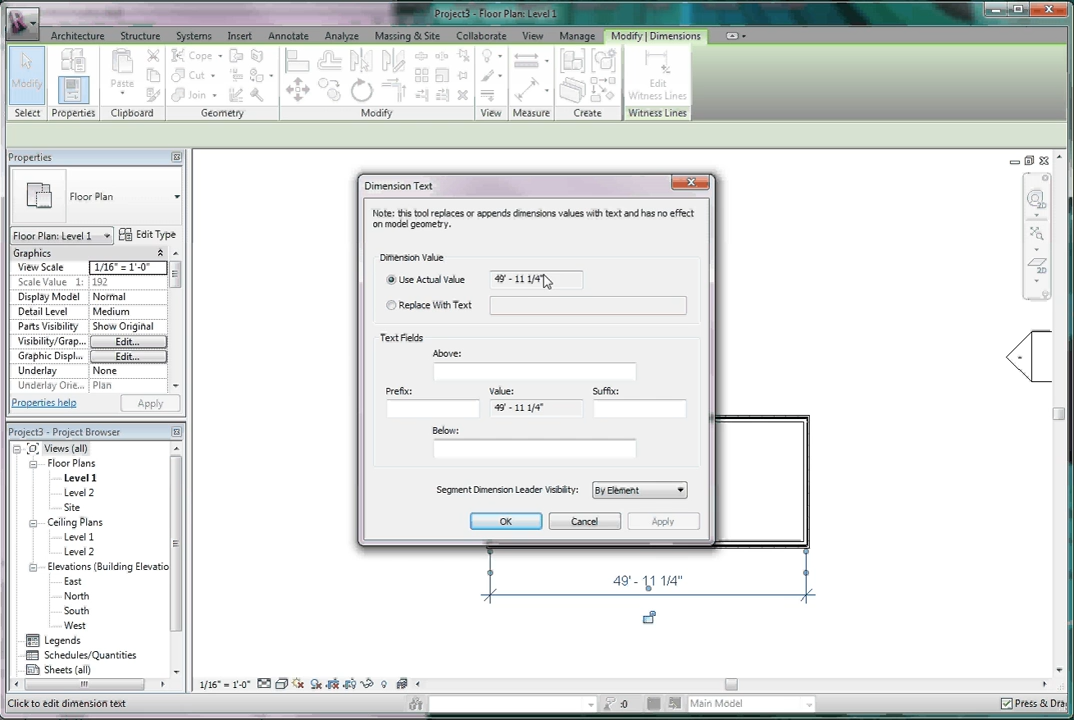 Project3 - Floor Plan: Level 1
Architecture Structure Systems Insert Annotate Analyze Massing & Site Collaborate View Manage Modify | Dimensions
Modify
Paste
Cope
Cut
Join
Edit
Witness Lines
Select Properties Clipboard Geometry Modify View Measure Create Witness Lines
Properties
Floor Plan
Floor Plan: Level 1 Edit Type
Graphics
View Scale 1/16" = 1'-0"
Scale Value 1: 192
Display Model Normal
Detail Level Medium
Parts Visibility Show Original
Visibility/Grap... Edit...
Graphic Displ... Edit...
Underlay None
Underlay Orie... Plan
Properties help Apply
Project3 - Project Browser
Views (all)
Floor Plans
Level 1
Level 2
Site
Ceiling Plans
Level 1
Level 2
Elevations (Building Elevatio
East
North
South
West
Legends
Schedules/Quantities
Sheets (all)
Dimension Text
Note: this tool replaces or appends dimensions values with text and has no effect
on model geometry.
Dimension Value
Use Actual Value 49' - 11 1/4"
Replace With Text
Text Fields
Above:
Prefix: Value: Suffix:
49' - 11 1/4"
Below:
Segment Dimension Leader Visibility: By Element
OK Cancel Apply
49' - 11 1/4"
2D
2D
1/16" = 1'-0"
Click to edit dimension text
:0
Main Model
Press & Dra